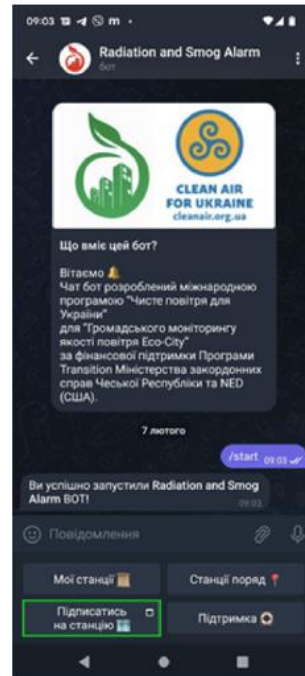 09:03
Radiation and Smog Alarm
бот
CLEAN AIR
FOR UKRAINE
cleanair.org.ua
Що вміє цей бот?
Вітаємо 🔔
Чат бот розроблений міжнародною
програмою "Чисте повітря для
України"
для "Громадського моніторингу
якості повітря Eco-City"
за фінансової підтримки Програми
Transition Міністерства закордонних
справ Чеської Республіки та NED
(США).
7 лютого
/start 09:03
Ви успішно запустили Radiation and Smog
Alarm BOT!
09:03
Повідомлення
Мої станції
Станції поряд 📍
Підписатись
на станцію
Підтримка